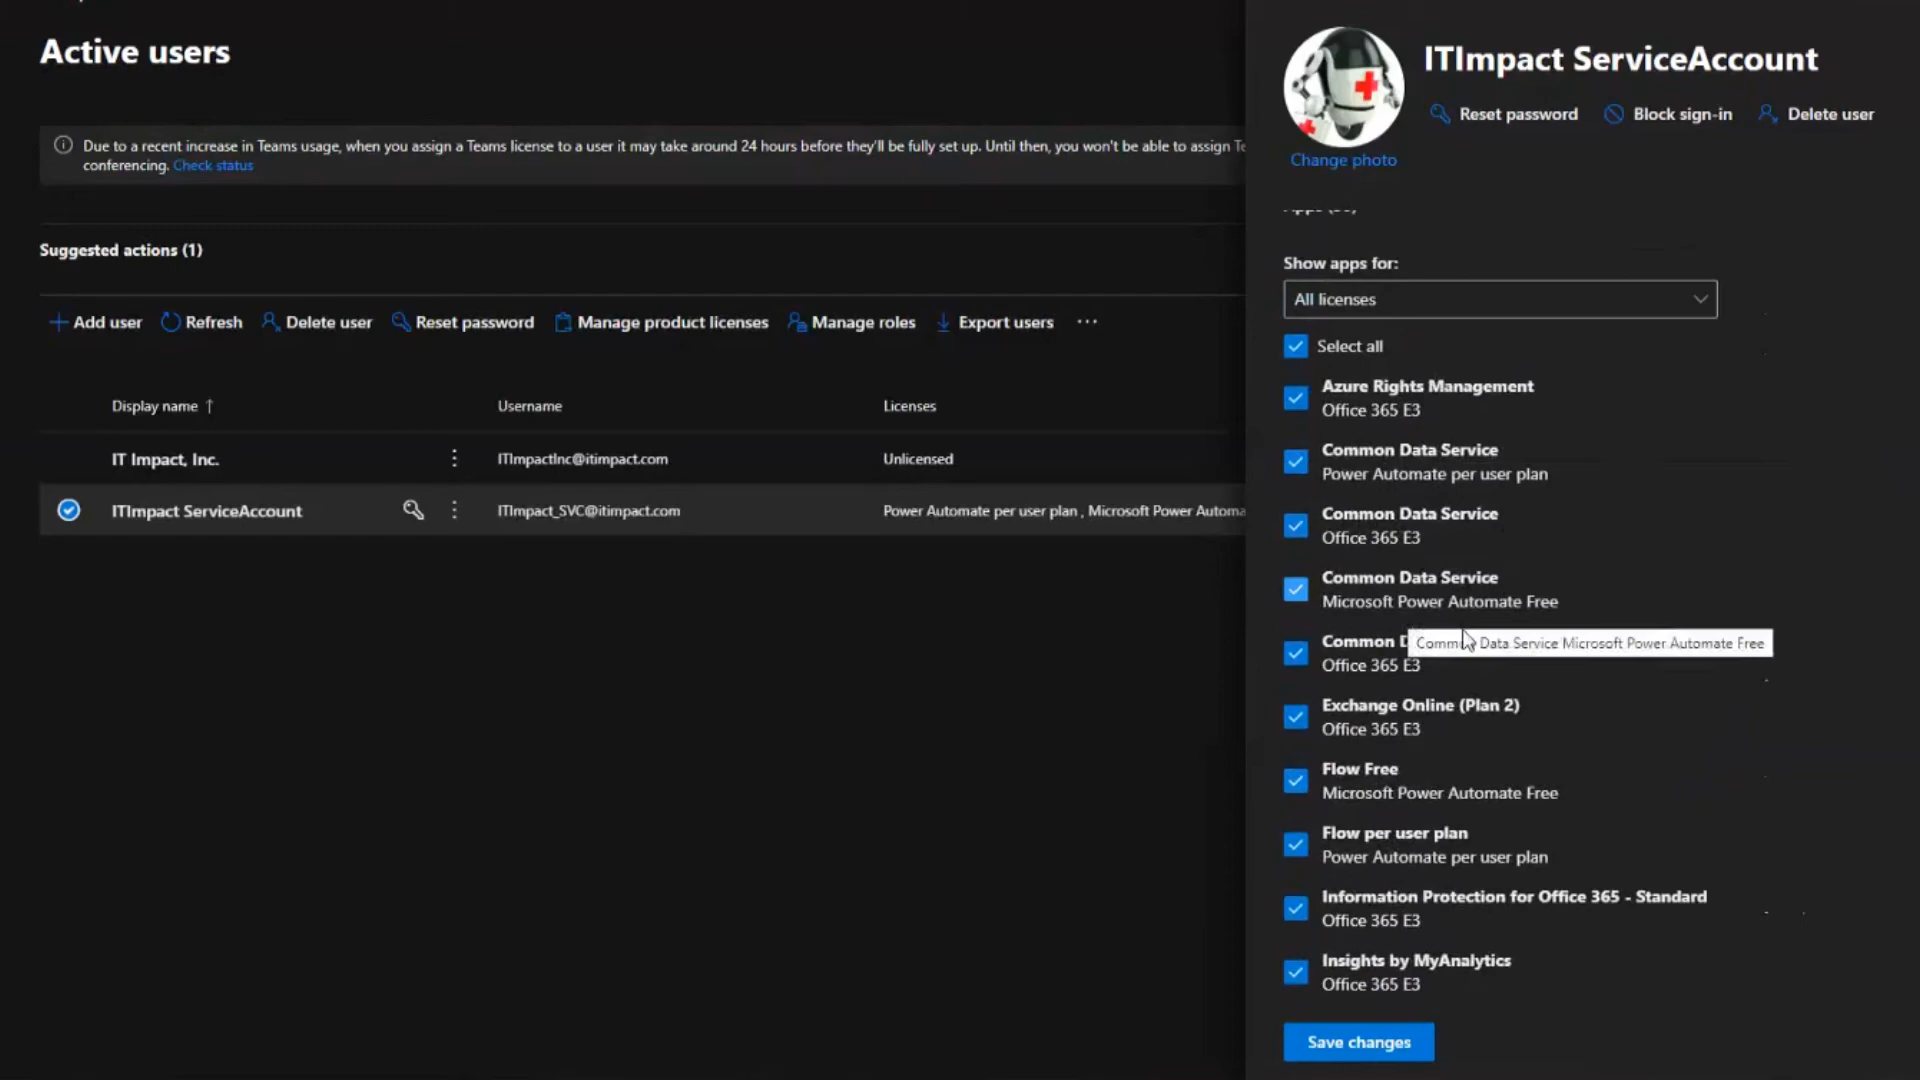 Active users
Due to a recent increase in Teams usage, when you assign a Teams license to a user it may take around 24 hours before they'll be fully set up. Until then, you won't be able to assign Te
conferencing. Check status
Suggested actions (1)
Add user
Refresh
Delete user
Reset password
Manage product licenses
Manage roles
Export users
Display name ↑
Username
Licenses
IT Impact, Inc.
ITImpactInc@itimpact.com
Unlicensed
ITImpact ServiceAccount
ITImpact_SVC@itimpact.com
Power Automate per user plan , Microsoft Power Automa
ITImpact ServiceAccount
Reset password
Block sign-in
Delete user
Change photo
Show apps for:
All licenses
Select all
Azure Rights Management
Office 365 E3
Common Data Service
Power Automate per user plan
Common Data Service
Office 365 E3
Common Data Service
Microsoft Power Automate Free
Common D
Common Data Service Microsoft Power Automate Free
Office 365 E3
Exchange Online (Plan 2)
Office 365 E3
Flow Free
Microsoft Power Automate Free
Flow per user plan
Power Automate per user plan
Information Protection for Office 365 - Standard
Office 365 E3
Insights by MyAnalytics
Office 365 E3
Save changes